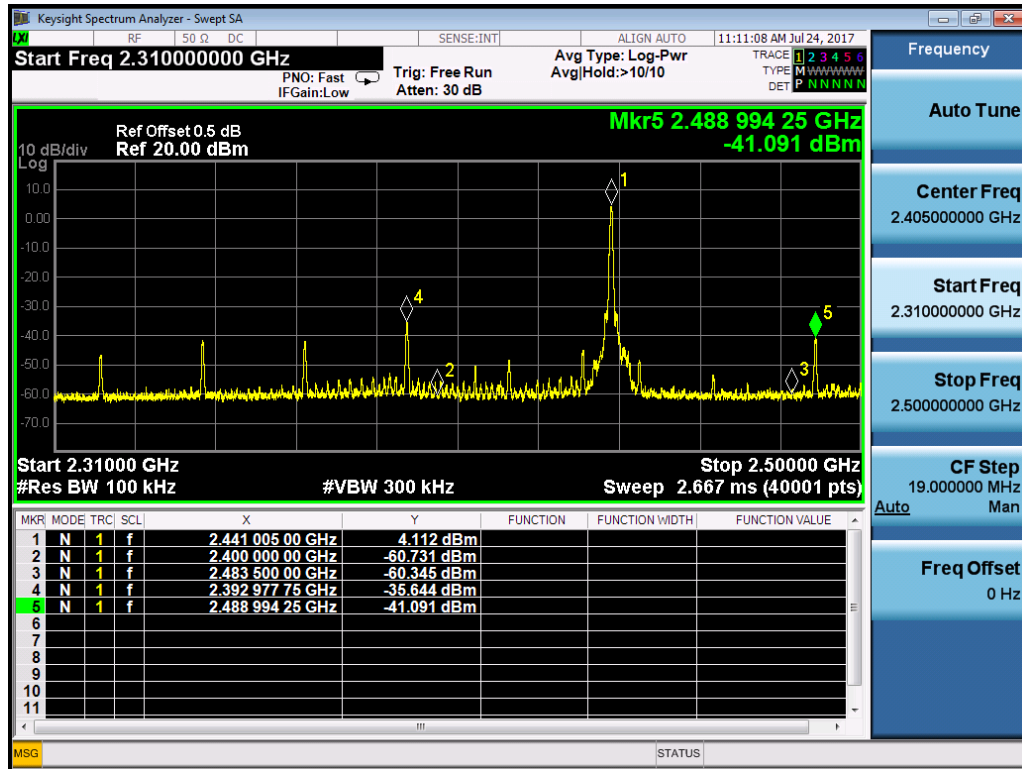 Keysight Spectrum Analyzer - Swept SA
LXI RF 50 Ω DC SENSE:INT ALIGN AUTO 11:11:08 AM Jul 24, 2017
Start Freq 2.310000000 GHz
PNO: Fast
IFGain:Low
Trig: Free Run
Atten: 30 dB
Avg Type: Log-Pwr
Avg|Hold:>10/10
TRACE 1 2 3 4 5 6
TYPE M W W W W W
DET P N N N N N
Mkr5 2.488 994 25 GHz
-41.091 dBm
Ref Offset 0.5 dB
Ref 20.00 dBm
10 dB/div
Log
10.0
0.00
-10.0
-20.0
-30.0
-40.0
-50.0
-60.0
-70.0
1
4
5
2
3
Start 2.31000 GHz Stop 2.50000 GHz
#Res BW 100 kHz #VBW 300 kHz Sweep 2.667 ms (40001 pts)
MKR MODE TRC SCL X Y FUNCTION FUNCTION WIDTH FUNCTION VALUE
1 N 1 f 2.441 005 00 GHz 4.112 dBm
2 N 1 f 2.400 000 00 GHz -60.731 dBm
3 N 1 f 2.483 500 00 GHz -60.345 dBm
4 N 1 f 2.392 977 75 GHz -35.644 dBm
5 N 1 f 2.488 994 25 GHz -41.091 dBm
6
7
8
9
10
11
MSG STATUS
Frequency
Auto Tune
Center Freq
2.405000000 GHz
Start Freq
2.310000000 GHz
Stop Freq
2.500000000 GHz
CF Step
19.000000 MHz
Auto Man
Freq Offset
0 Hz